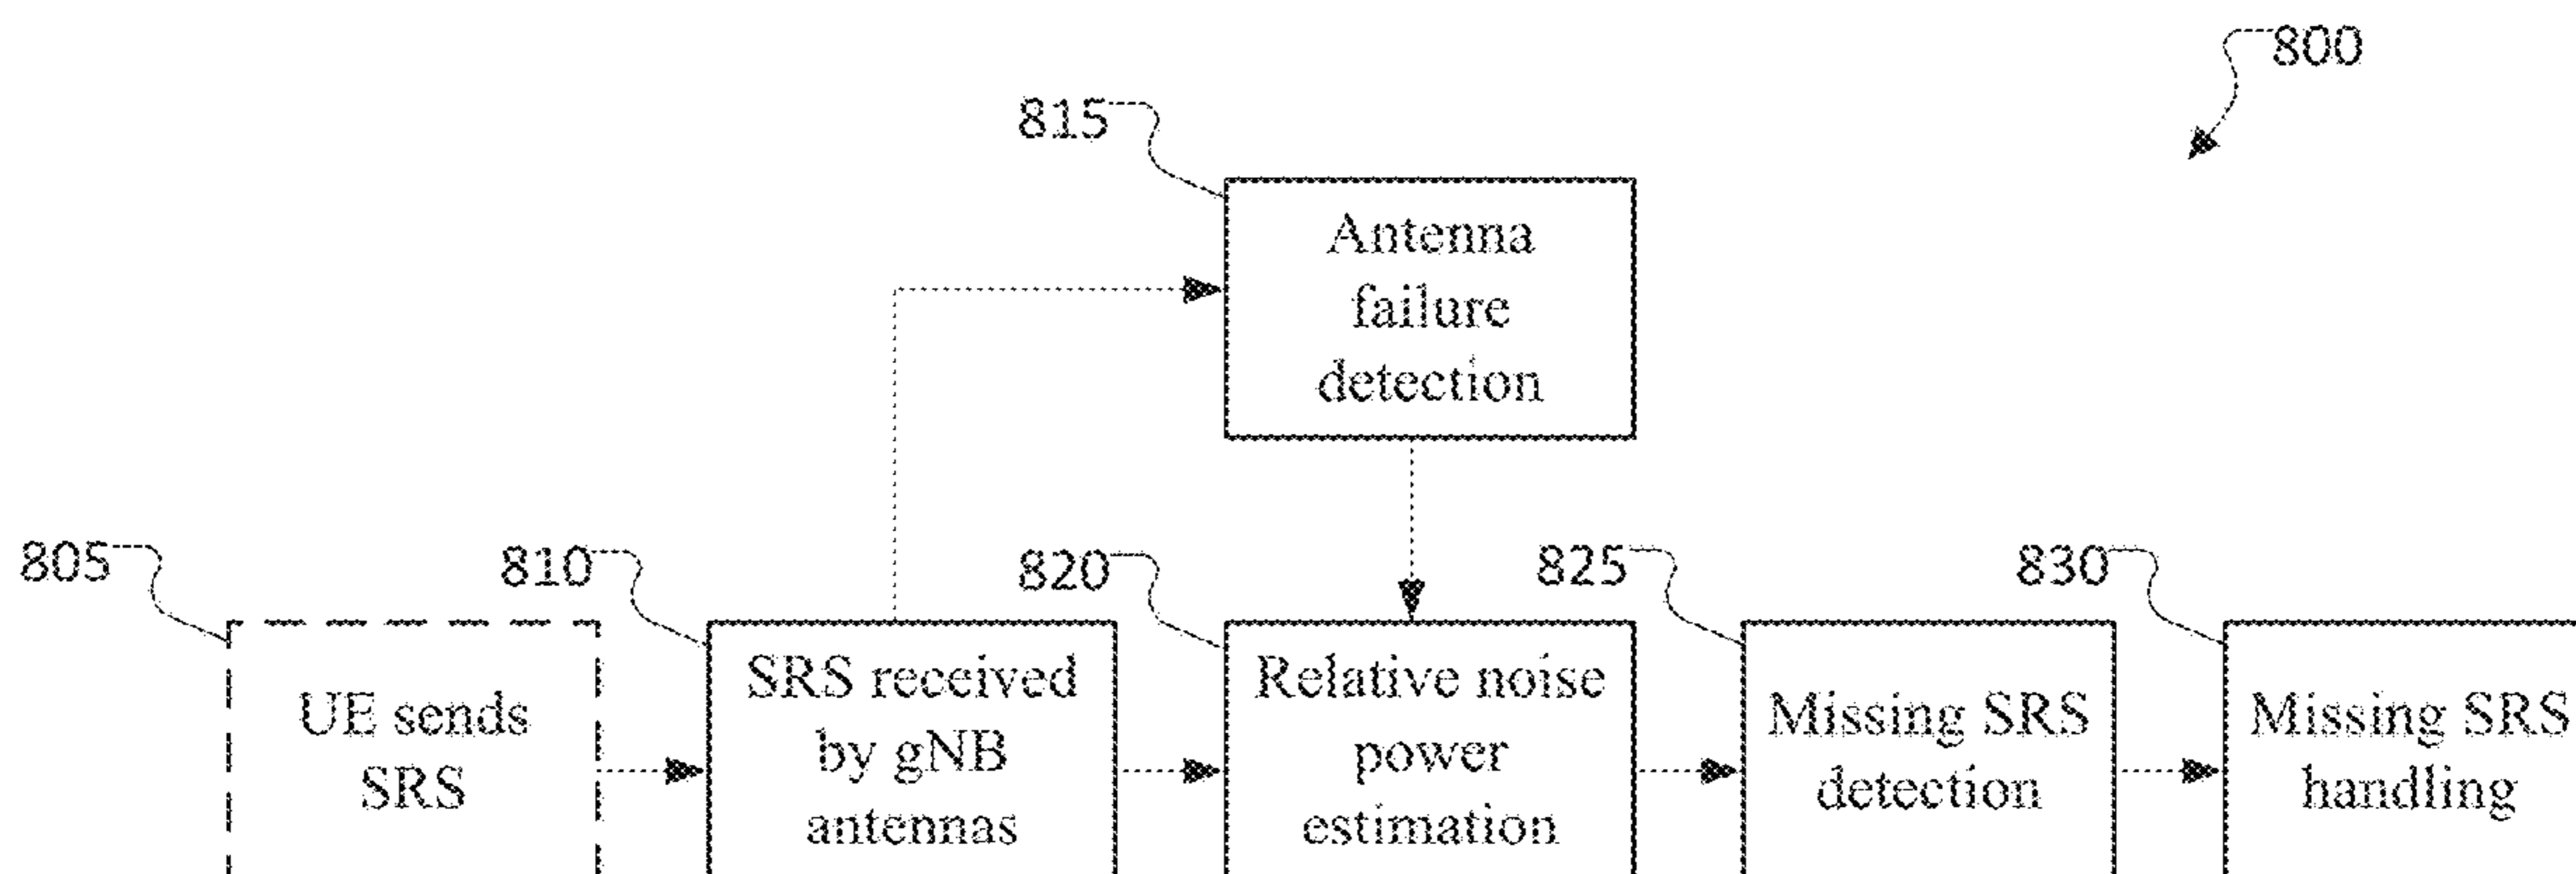 800
815
Antenna
failure
detection
805
810
820
825
830
UE sends
SRS
SRS received
by gNB
antennas
Relative noise
power
estimation
Missing SRS
detection
Missing SRS
handling